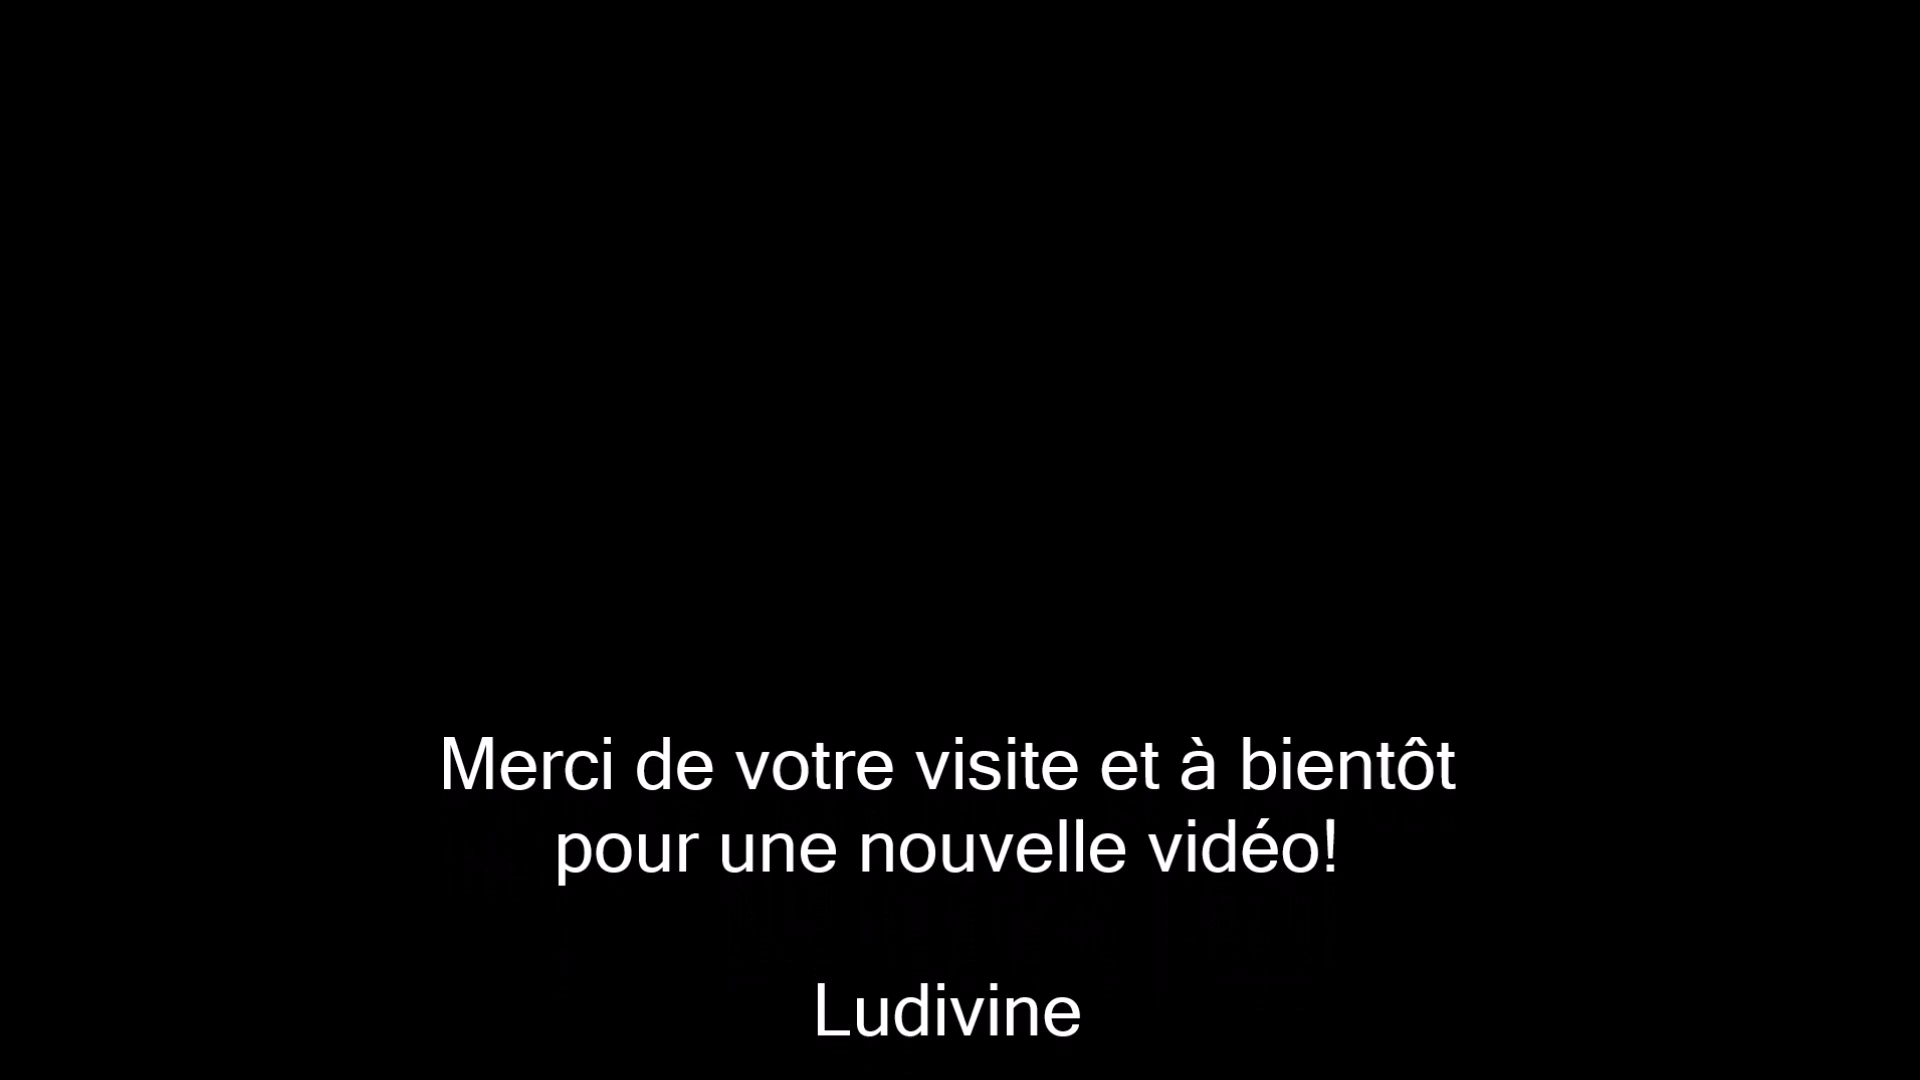 Merci de votre visite et à bientôt
pour une nouvelle vidéo!
Ludivine